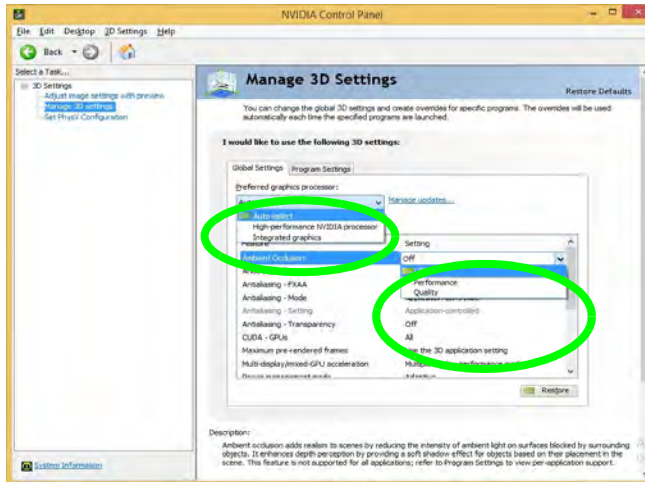 NVIDIA Control Panel
File Edit Desktop 3D Settings Help
Back
Select a Task...
3D Settings
Adjust image settings with preview
Manage 3D settings
Set PhysX Configuration
System Information
Manage 3D Settings
Restore Defaults
You can change the global 3D settings and create overrides for specific programs. The overrides will be used
automatically each time the specified programs are launched.
I would like to use the following 3D settings:
Global Settings Program Settings
Preferred graphics processor:
Manage updates...
Auto-select
High-performance NVIDIA processor
Integrated graphics
Feature Setting
Ambient Occlusion Off
Performance
Antialiasing - FXAA
Quality
Antialiasing - Mode
Antialiasing - Setting Application-controlled
Antialiasing - Transparency Off
CUDA - GPUs All
Maximum pre-rendered frames Use the 3D application setting
Multi-display/mixed-GPU acceleration
Restore
Description:
Ambient occlusion adds realism to scenes by reducing the intensity of ambient light on surfaces blocked by surrounding
objects. It enhances depth perception by providing a soft shadow effect for objects based on their placement in the
scene. This feature is not supported for all applications; refer to Program Settings to view per-application support.